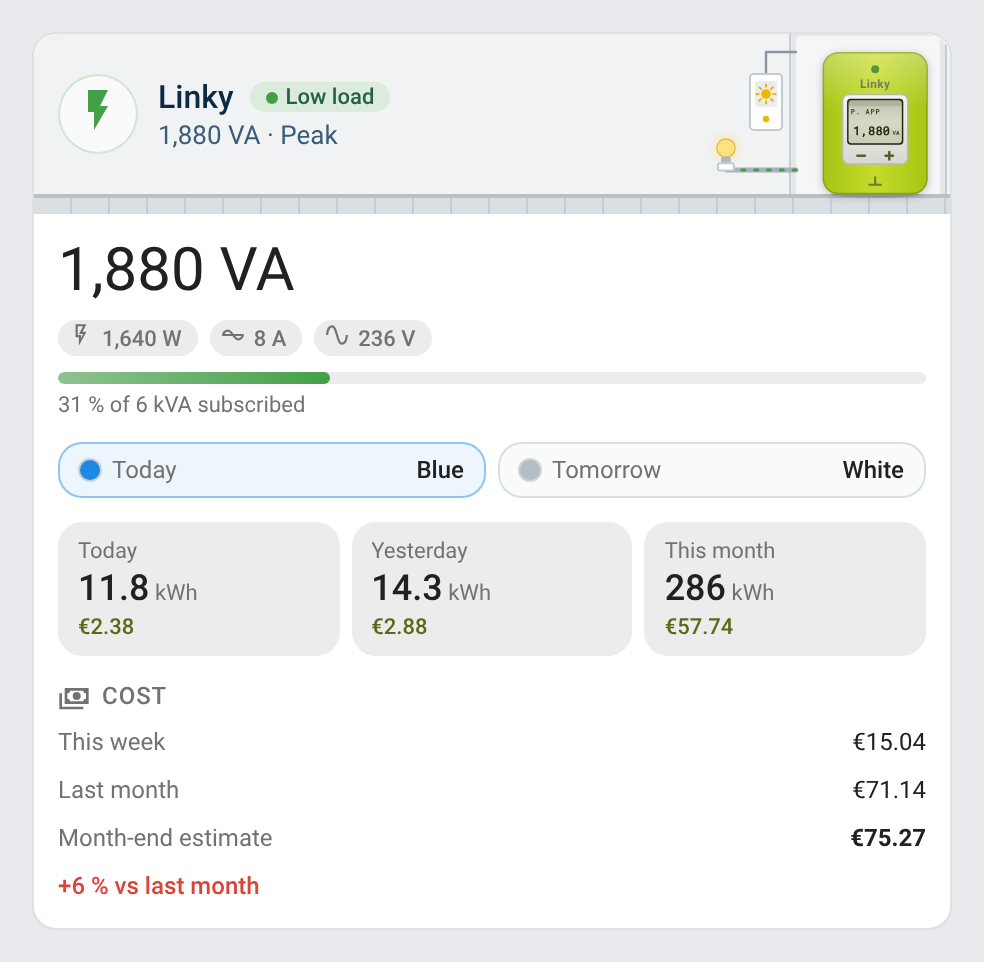 Linky
Low load
1,880 VA · Peak
Linky
P. APP
1,880 VA
1,880 VA
1,640 W
8 A
236 V
31 % of 6 kVA subscribed
Today
Blue
Tomorrow
White
Today
11.8 kWh
€2.38
Yesterday
14.3 kWh
€2.88
This month
286 kWh
€57.74
COST
This week
€15.04
Last month
€71.14
Month-end estimate
€75.27
+6 % vs last month